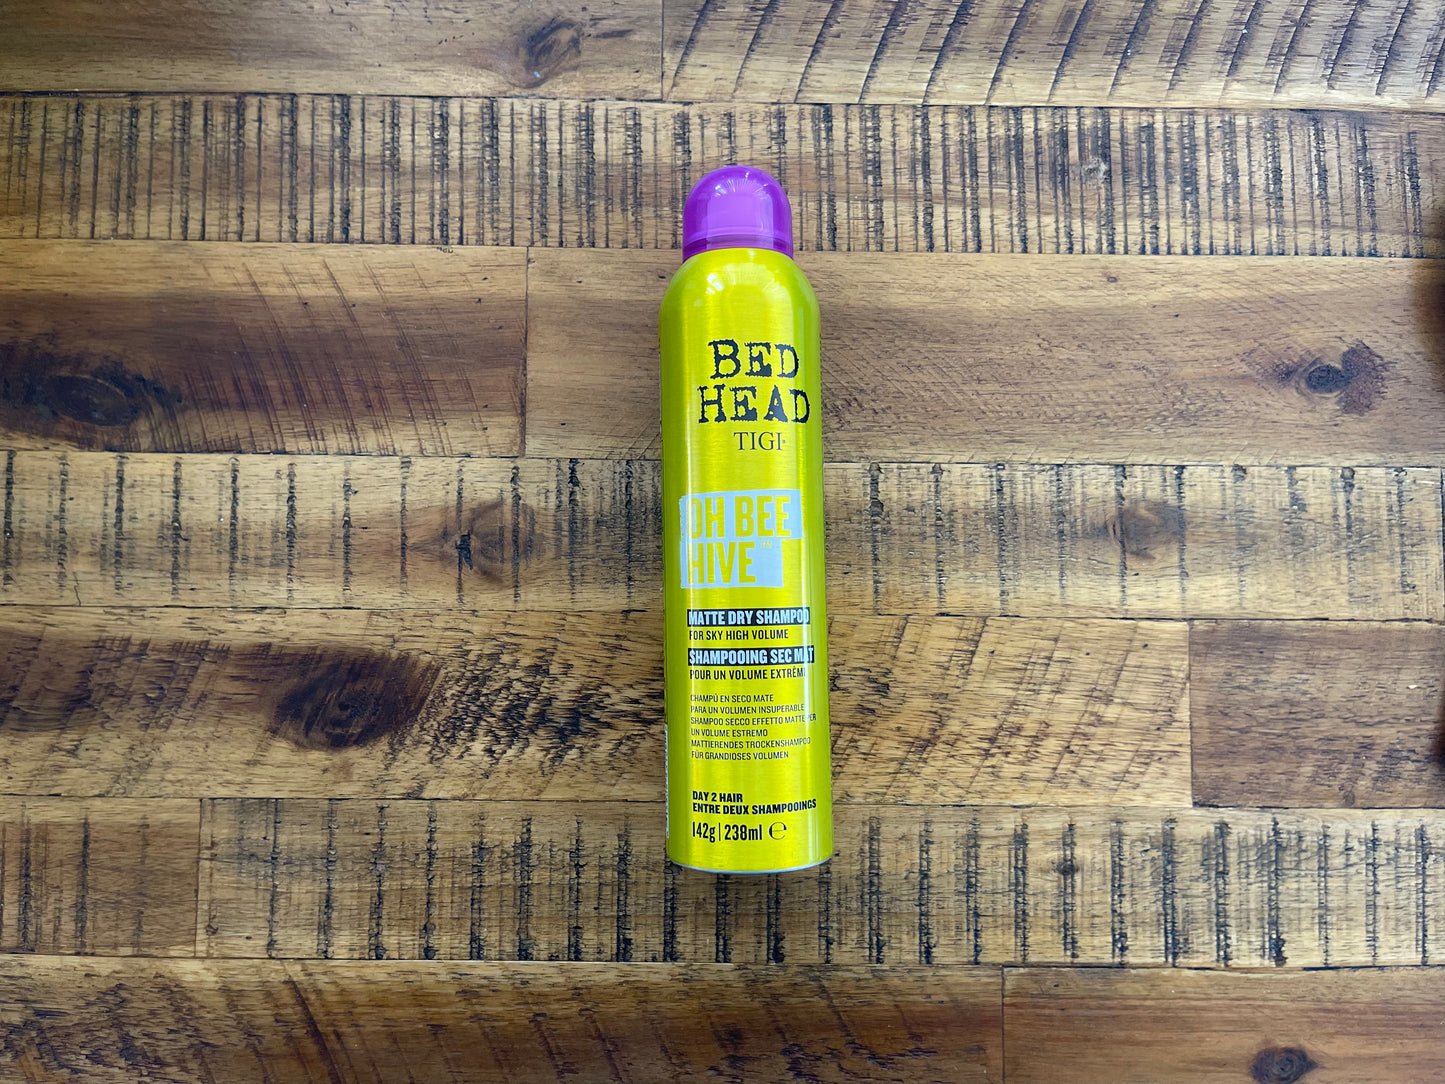 BED
HEAD
TIGI®
OH BEE
HIVE™
MATTE DRY SHAMPOO
FOR SKY HIGH VOLUME
SHAMPOOING SEC MAT
POUR UN VOLUME EXTRÊME
CHAMPÚ EN SECO MATE
PARA UN VOLUMEN INSUPERABLE
SHAMPOO SECCO EFFETTO MATTE PER
UN VOLUME ESTREMO
MATTIERENDES TROCKENSHAMPOO
FÜR GRANDIOSES VOLUMEN
DAY 2 HAIR
ENTRE DEUX SHAMPOOINGS
142g | 238ml ℮